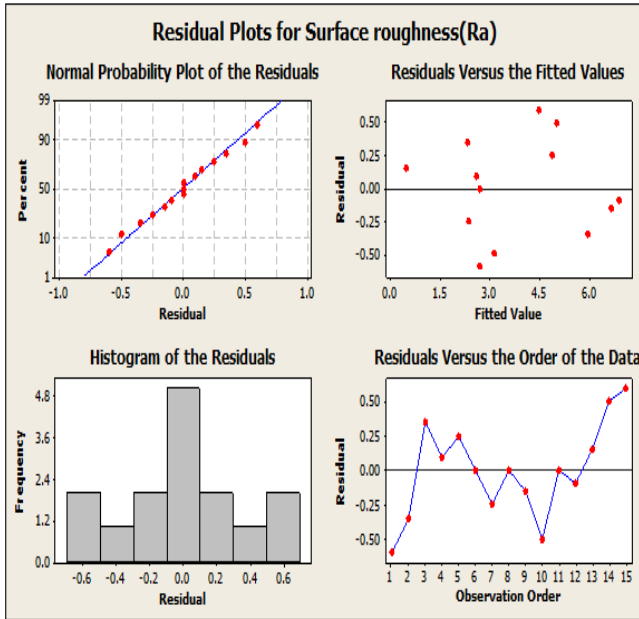 Residual Plots for Surface roughness(Ra)
Normal Probability Plot of the Residuals
99
90
50
10
1
Percent
-1.0 -0.5 0.0 0.5 1.0
Residual
Residuals Versus the Fitted Values
0.50
0.25
0.00
-0.25
-0.50
Residual
0.0 1.5 3.0 4.5 6.0
Fitted Value
Histogram of the Residuals
4.8
3.6
2.4
1.2
0.0
Frequency
-0.6 -0.4 -0.2 0.0 0.2 0.4 0.6
Residual
Residuals Versus the Order of the Data
0.50
0.25
0.00
-0.25
-0.50
Residual
1 2 3 4 5 6 7 8 9 10 11 12 13 14 15
Observation Order